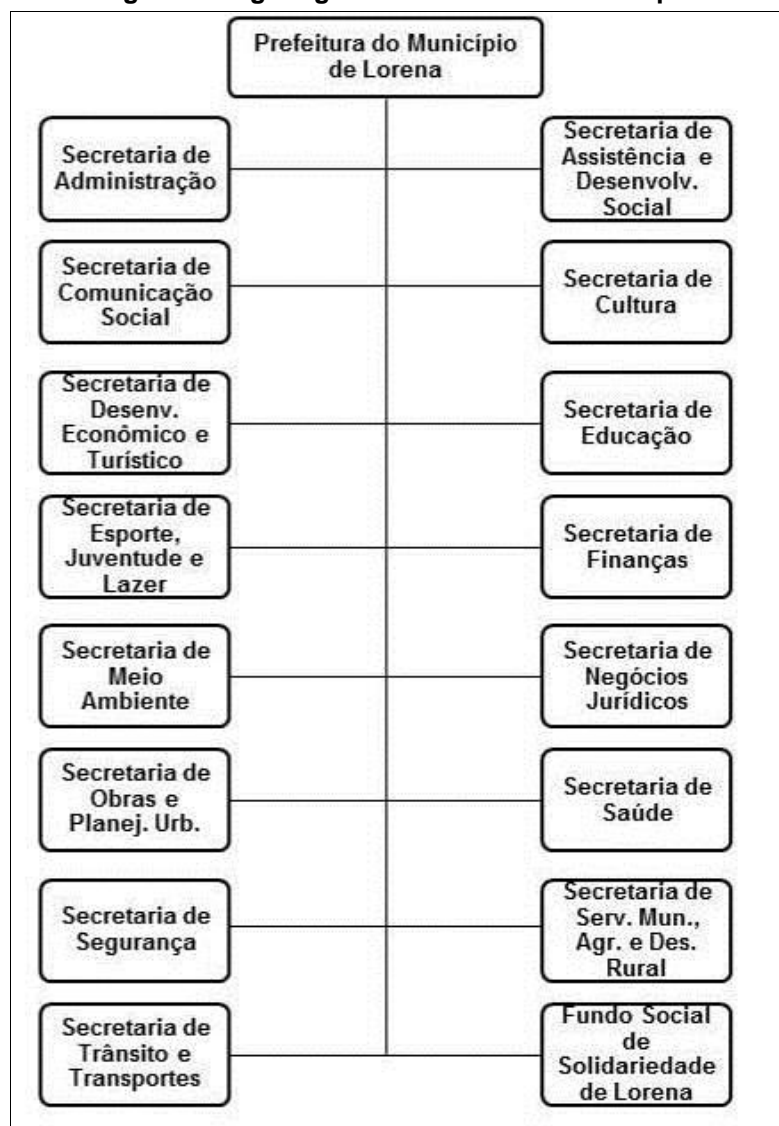 Prefeitura do Município
de Lorena
Secretaria de
Administração
Secretaria de
Assistência e
Desenvolv.
Social
Secretaria de
Comunicação
Social
Secretaria de
Cultura
Secretaria de
Desenv.
Econômico e
Turístico
Secretaria de
Educação
Secretaria de
Esporte,
Juventude e
Lazer
Secretaria de
Finanças
Secretaria de
Meio
Ambiente
Secretaria de
Negócios
Jurídicos
Secretaria de
Obras e
Planej. Urb.
Secretaria de
Saúde
Secretaria de
Segurança
Secretaria de
Serv. Mun.,
Agr. e Des.
Rural
Secretaria de
Trânsito e
Transportes
Fundo Social
de
Solidariedade
de Lorena